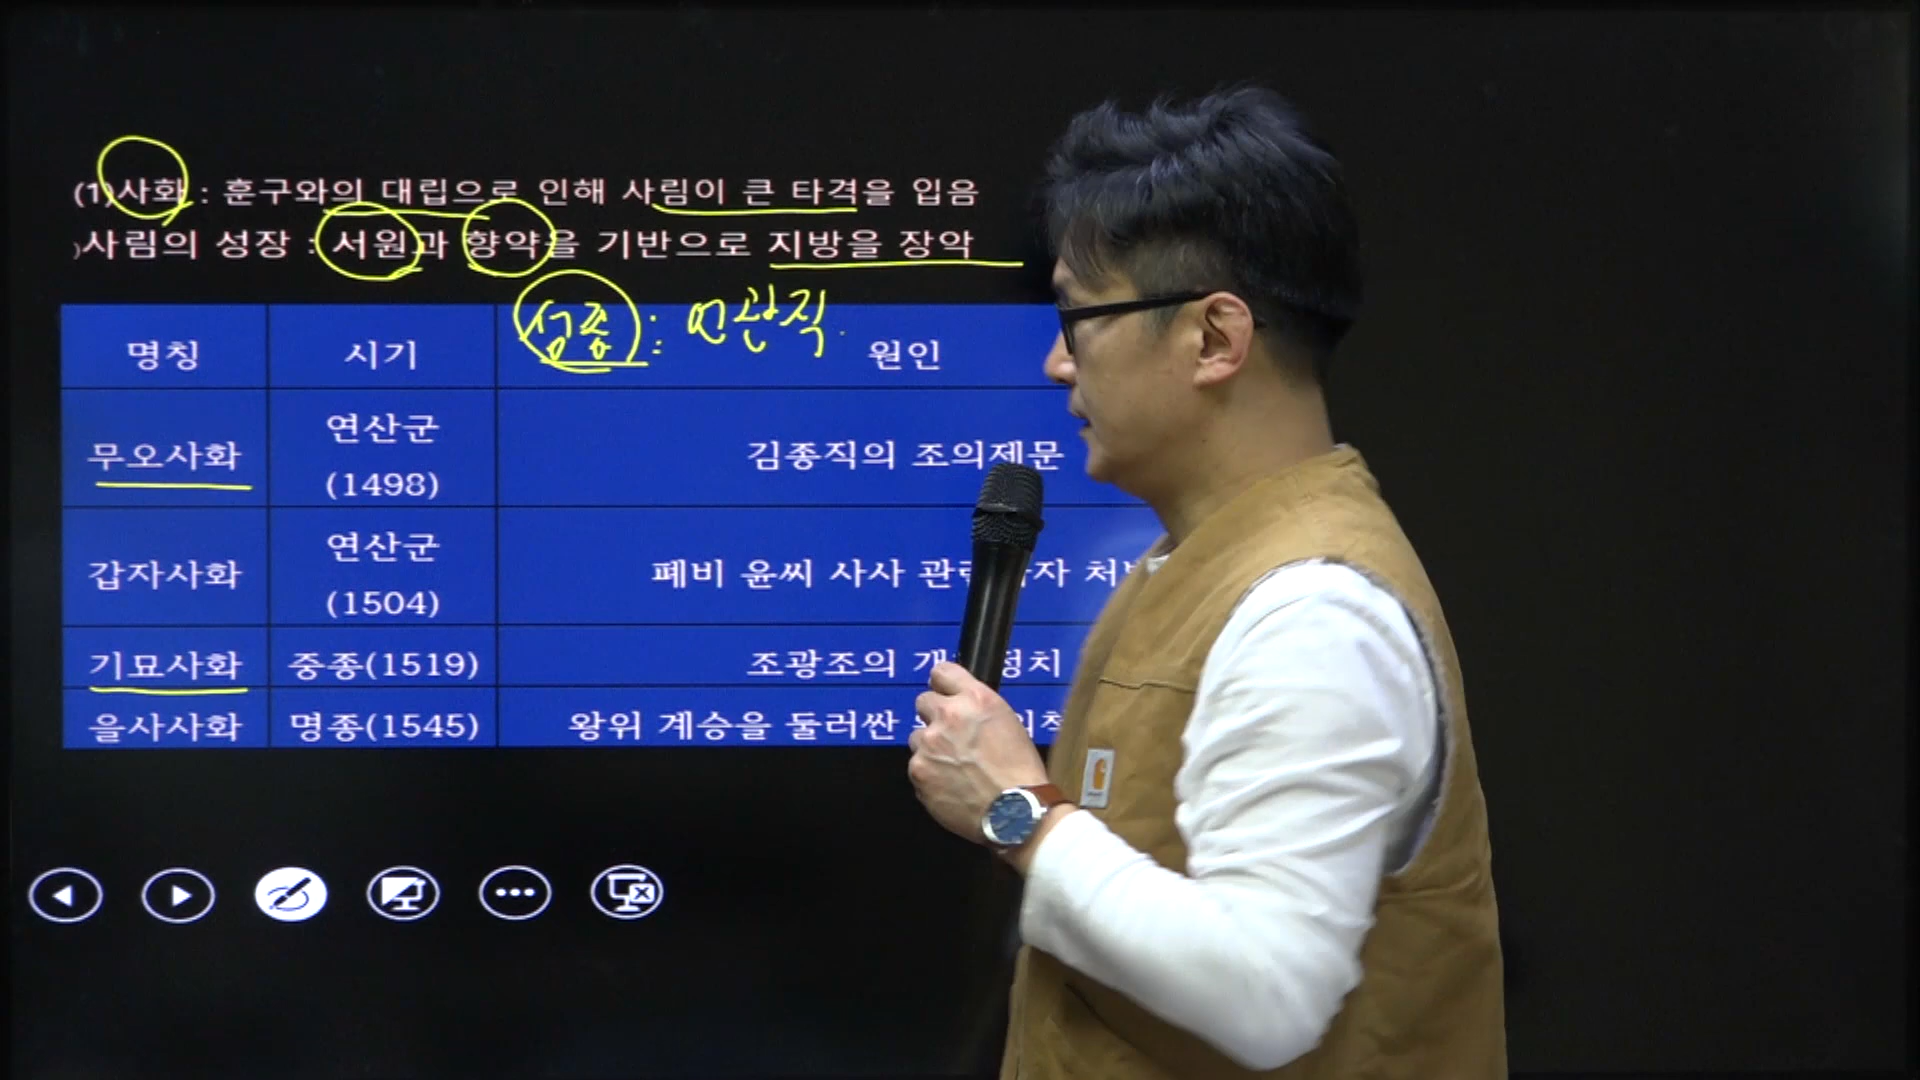 (1)사화 : 훈구와의 대립으로 인해 사림이 큰 타격을 입음
)사림의 성장 : 서원과 향약을 기반으로 지방을 장악
성종 : 언관직
명칭 시기 원인
무오사화 연산군 (1498) 김종직의 조의제문
갑자사화 연산군 (1504) 폐비 윤씨 사사 관련자 처
기묘사화 중종(1519) 조광조의 정치
을사사화 명종(1545) 왕위 계승을 둘러싼